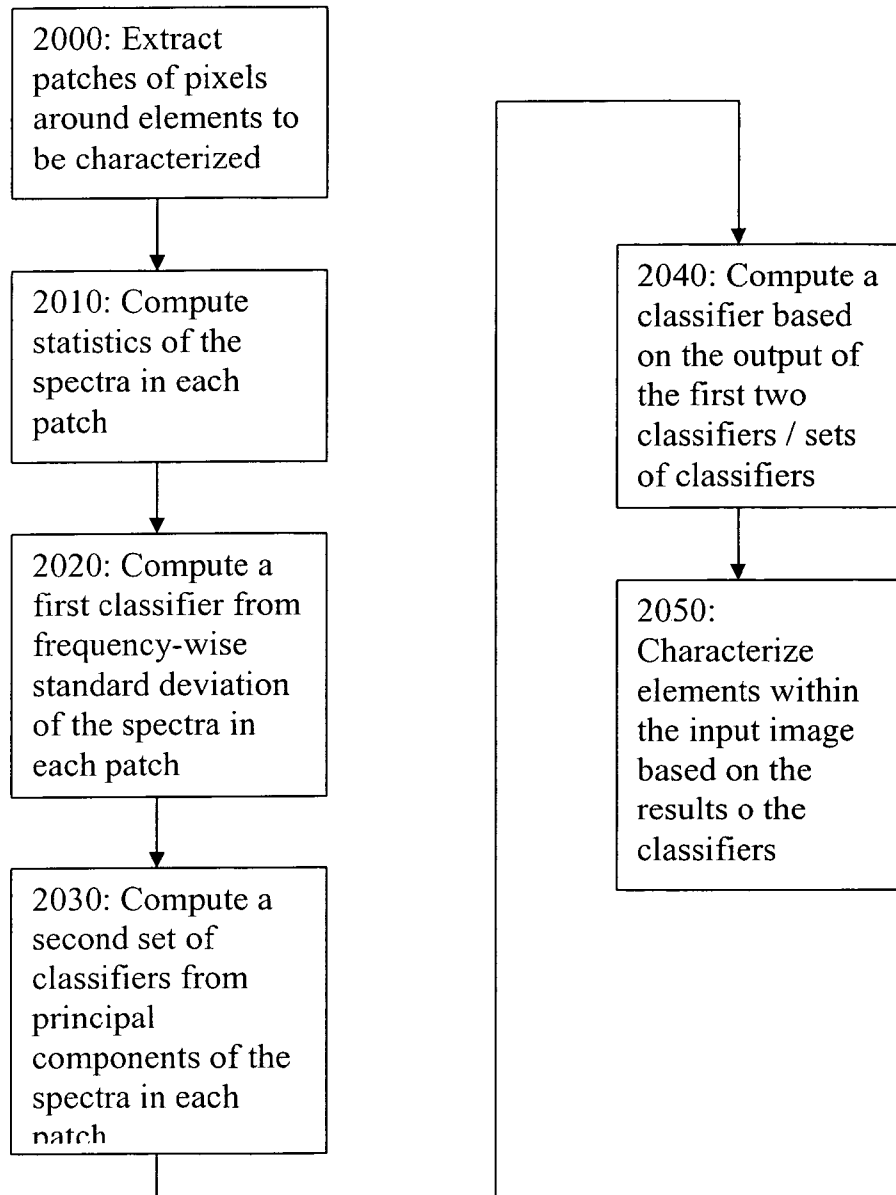 2000: Extract
patches of pixels
around elements to
be characterized
2010: Compute
statistics of the
spectra in each
patch
2020: Compute a
first classifier from
frequency-wise
standard deviation
of the spectra in
each patch
2030: Compute a
second set of
classifiers from
principal
components of the
spectra in each
patch
2040: Compute a
classifier based
on the output of
the first two
classifiers / sets
of classifiers
2050:
Characterize
elements within
the input image
based on the
results o the
classifiers